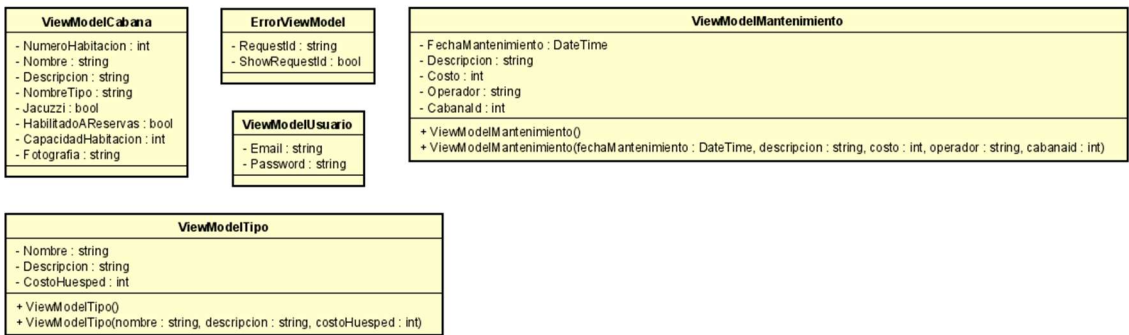 ViewModelCabana
- NumeroHabitacion : int
- Nombre : string
- Descripcion : string
- NombreTipo : string
- Jacuzzi : bool
- HabilitadoAReservas : bool
- CapacidadHabitacion : int
- Fotografia : string
ErrorViewModel
- RequestId : string
- ShowRequestId : bool
ViewModelUsuario
- Email : string
- Password : string
ViewModelMantenimiento
- FechaMantenimiento : DateTime
- Descripcion : string
- Costo : int
- Operador : string
- CabanaId : int
+ ViewModelMantenimiento()
+ ViewModelMantenimiento(fechaMantenimiento : DateTime, descripcion : string, costo : int, operador : string, cabanaid : int)
ViewModelTipo
- Nombre : string
- Descripcion : string
- CostoHuesped : int
+ ViewModelTipo()
+ ViewModelTipo(nombre : string, descripcion : string, costoHuesped : int)